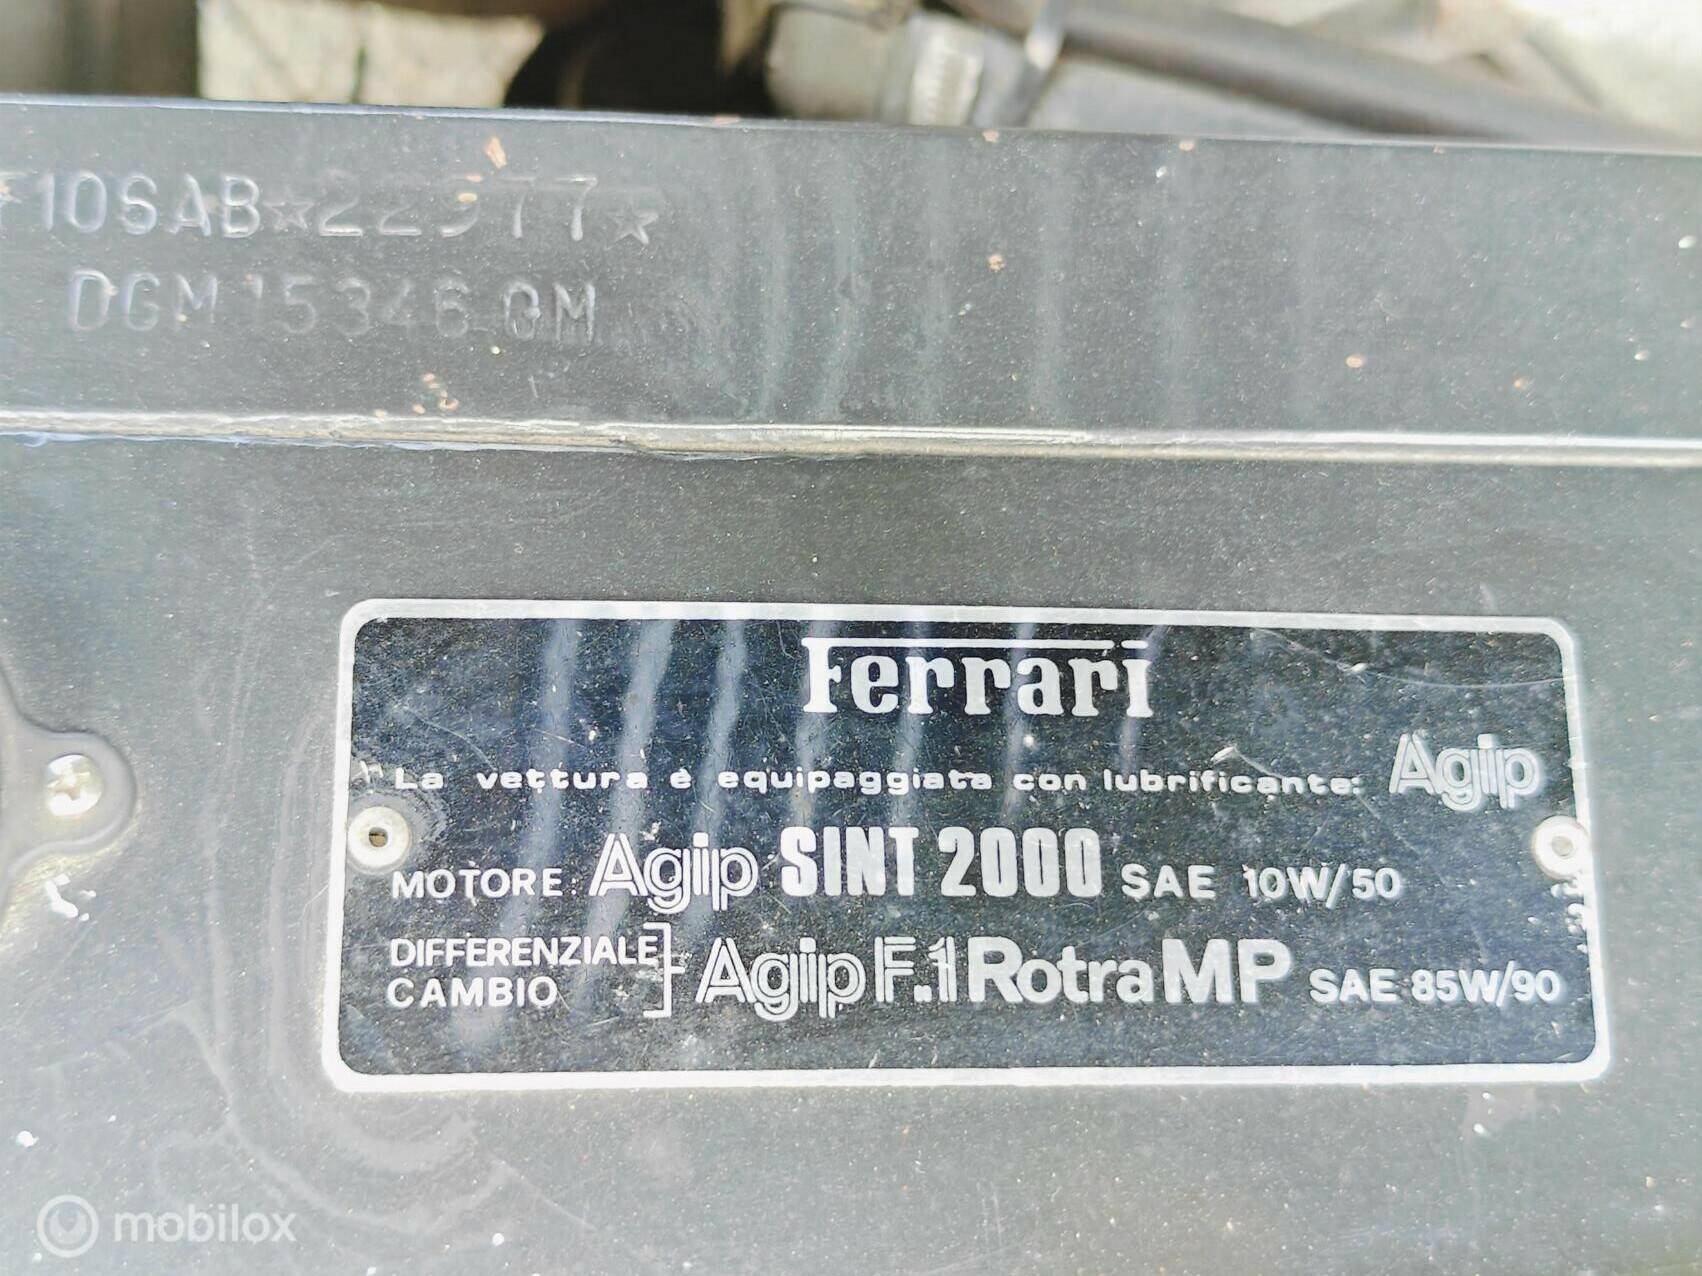 F106AB☆22977☆
DGM 15346 OM
Ferrari
La vettura è equipaggiata con lubrificante: Agip
MOTORE: Agip SINT 2000 SAE 10W/50
DIFFERENZIALE
CAMBIO
Agip F.1 Rotra MP SAE 85W/90
mobilox